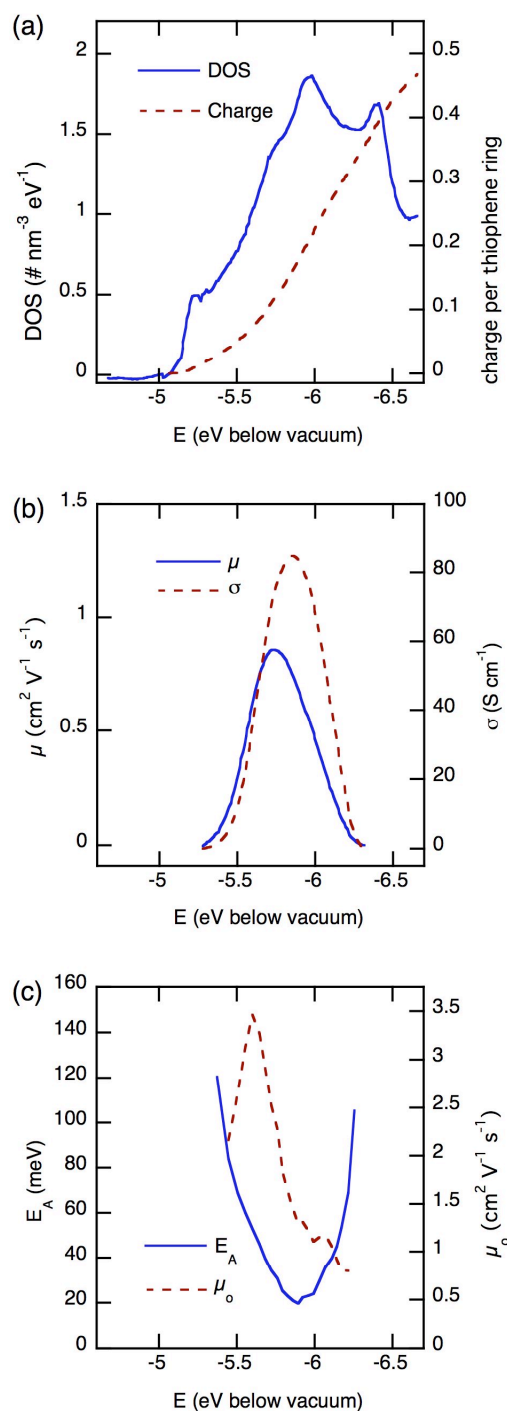 (a)
2
1.5
1
0.5
0
DOS (# nm⁻³ eV⁻¹)
DOS
Charge
0.5
0.4
0.3
0.2
0.1
0
charge per thiophene ring
-5
-5.5
-6
-6.5
E (eV below vacuum)
(b)
1.5
1
0.5
0
μ (cm² V⁻¹ s⁻¹)
μ
σ
100
80
60
40
20
0
σ (S cm⁻¹)
-5
-5.5
-6
-6.5
E (eV below vacuum)
(c)
160
140
120
100
80
60
40
20
0
E_A (meV)
E_A
μ_o
3.5
3
2.5
2
1.5
1
0.5
0
μ_o (cm² V⁻¹ s⁻¹)
-5
-5.5
-6
-6.5
E (eV below vacuum)